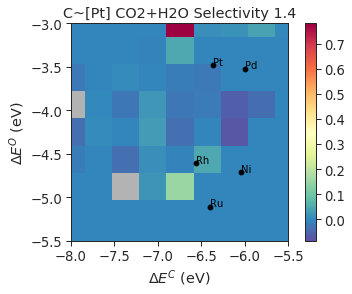 C~[Pt] CO2+H2O Selectivity 1.4
−3.0
−3.5
−4.0
−4.5
−5.0
−5.5
ΔE^O (eV)
Pt
Pd
Rh
Ni
Ru
−8.0 −7.5 −7.0 −6.5 −6.0 −5.5
ΔE^C (eV)
0.7
0.6
0.5
0.4
0.3
0.2
0.1
0.0